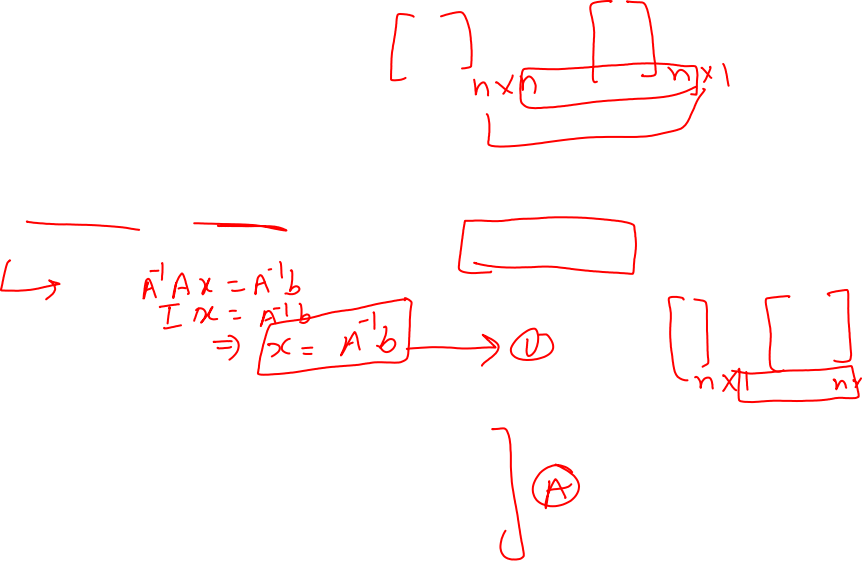 n×n n×1
A⁻¹Ax = A⁻¹b
Ix = A⁻¹b
⇒ x = A⁻¹b → ①
n×1 n×
A